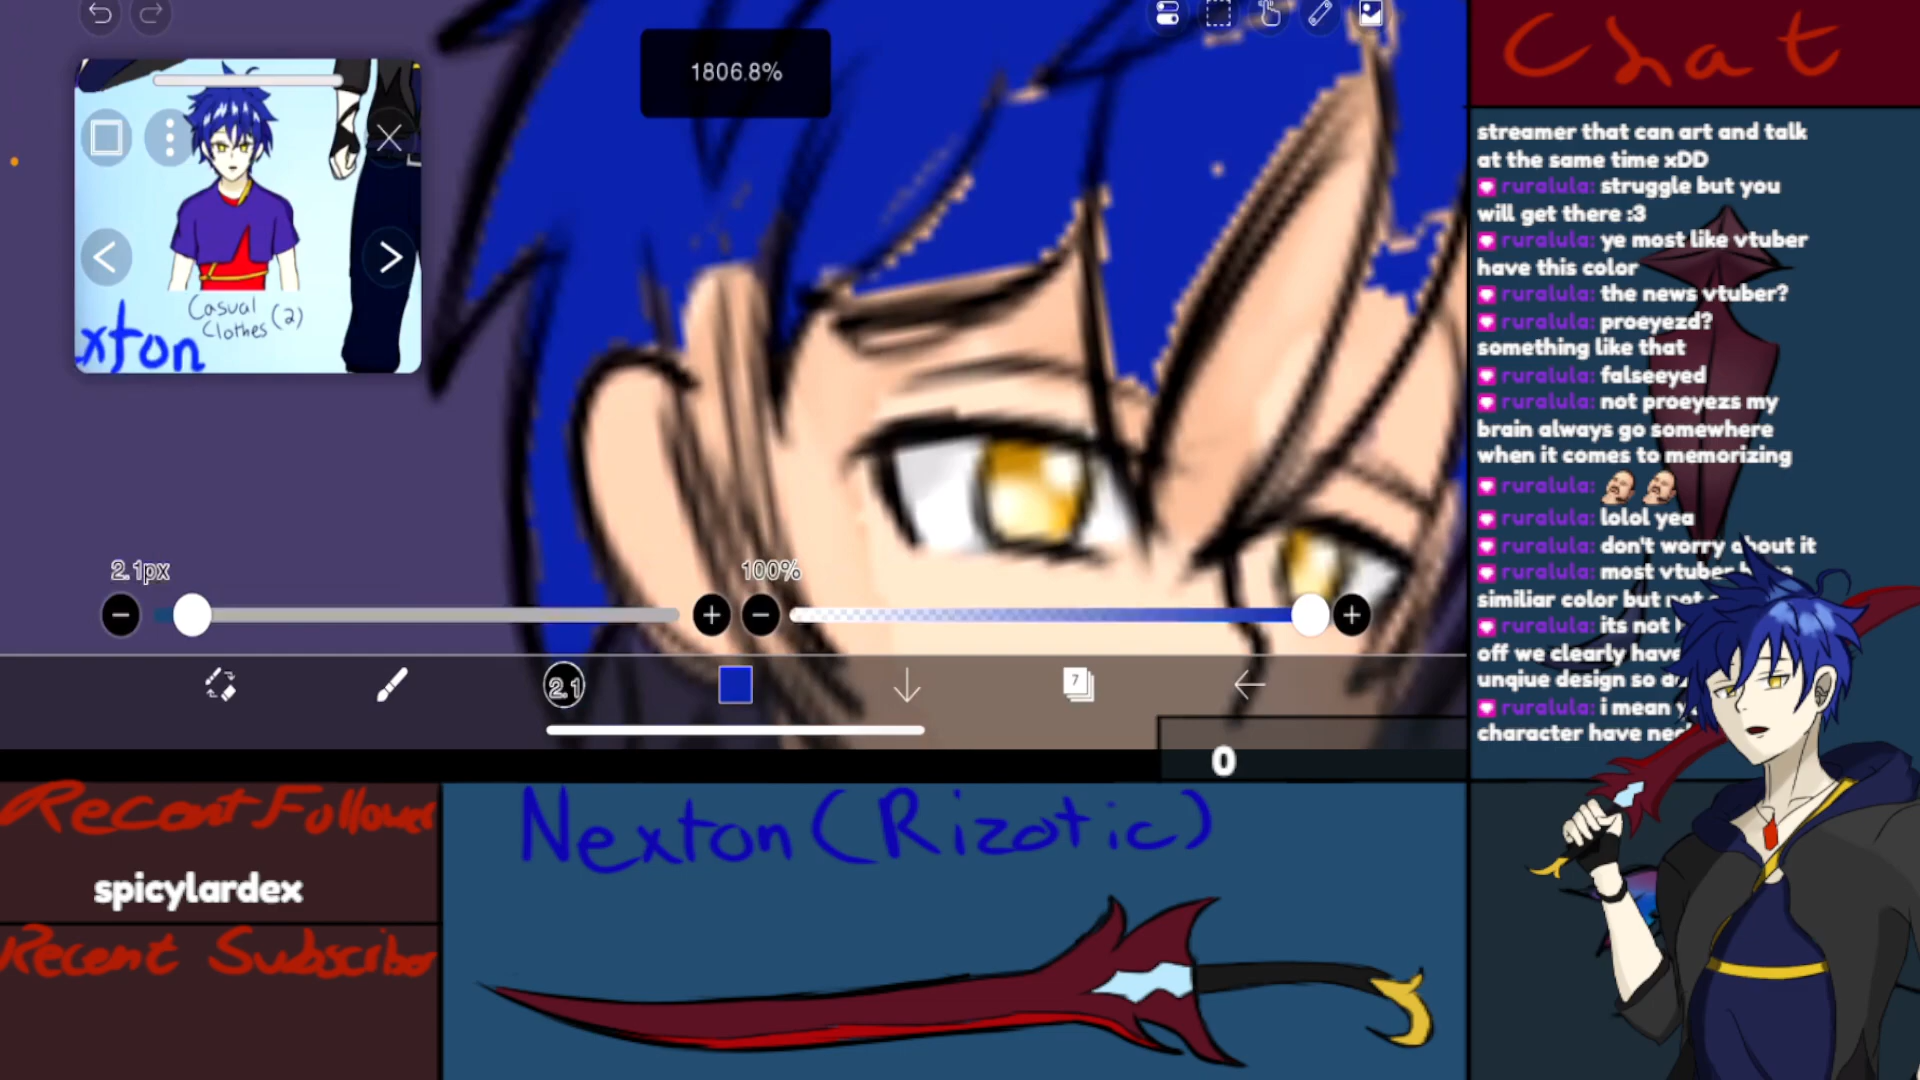 1806.8%
Casual
Clothes (2)
xton
2.1px
100%
2.1
7
0
Chat
streamer that can art and talk
at the same time xDD
ruralula: struggle but you
will get there :3
ruralula: ye most like vtuber
have this color
ruralula: the news vtuber?
ruralula: proeyezd?
something like that
ruralula: falseeyed
ruralula: not proeyezs my
brain always go somewhere
when it comes to memorizing
ruralula:
ruralula: lolol yea
ruralula: don't worry about it
ruralula: most vtuber
similiar color but not
ruralula: its not
off we clearly have
unqiue design so
ruralula: i mean
character have
Recent Follower
spicylardex
Recent Subscriber
Nexton (Rizotic)